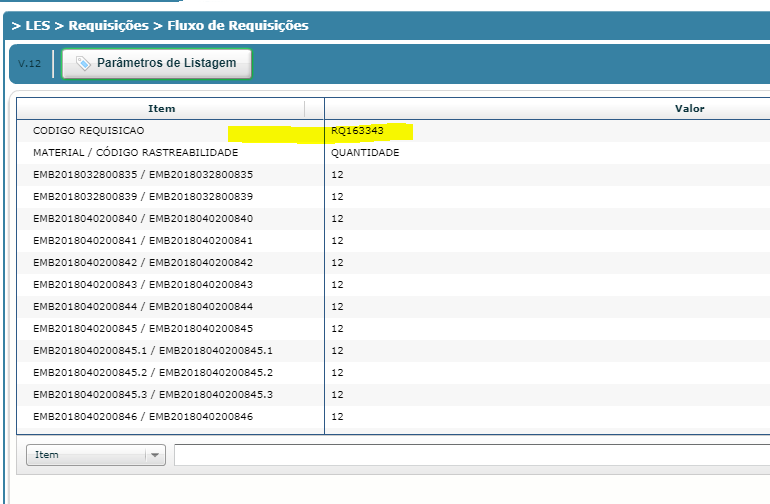 > LES > Requisições > Fluxo de Requisições
V.12 Parâmetros de Listagem
Item Valor
CODIGO REQUISICAO RQ163343
MATERIAL / CÓDIGO RASTREABILIDADE QUANTIDADE
EMB2018032800835 / EMB2018032800835 12
EMB2018032800839 / EMB2018032800839 12
EMB2018040200840 / EMB2018040200840 12
EMB2018040200841 / EMB2018040200841 12
EMB2018040200842 / EMB2018040200842 12
EMB2018040200843 / EMB2018040200843 12
EMB2018040200844 / EMB2018040200844 12
EMB2018040200845 / EMB2018040200845 12
EMB2018040200845.1 / EMB2018040200845.1 12
EMB2018040200845.2 / EMB2018040200845.2 12
EMB2018040200845.3 / EMB2018040200845.3 12
EMB2018040200846 / EMB2018040200846 12
Item